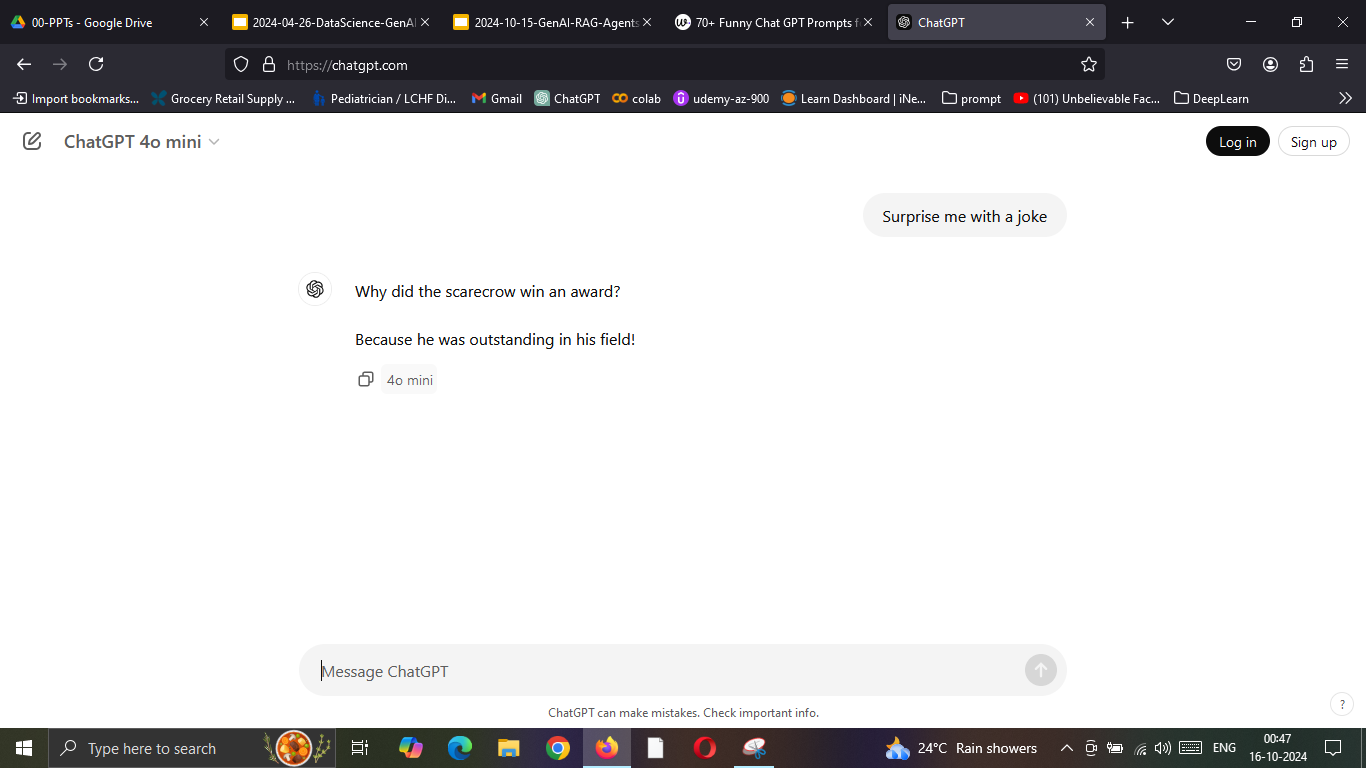 00-PPTs - Google Drive
2024-04-26-DataScience-GenAI
2024-10-15-GenAI-RAG-Agents
70+ Funny Chat GPT Prompts f
ChatGPT
https://chatgpt.com
Import bookmarks...
Grocery Retail Supply ...
Pediatrician / LCHF Di...
Gmail
ChatGPT
colab
udemy-az-900
Learn Dashboard | iNe...
prompt
(101) Unbelievable Fac...
DeepLearn
ChatGPT 4o mini
Log in
Sign up
Surprise me with a joke
Why did the scarecrow win an award?
Because he was outstanding in his field!
4o mini
Message ChatGPT
ChatGPT can make mistakes. Check important info.
?
Type here to search
24°C Rain showers
ENG
00:47
16-10-2024